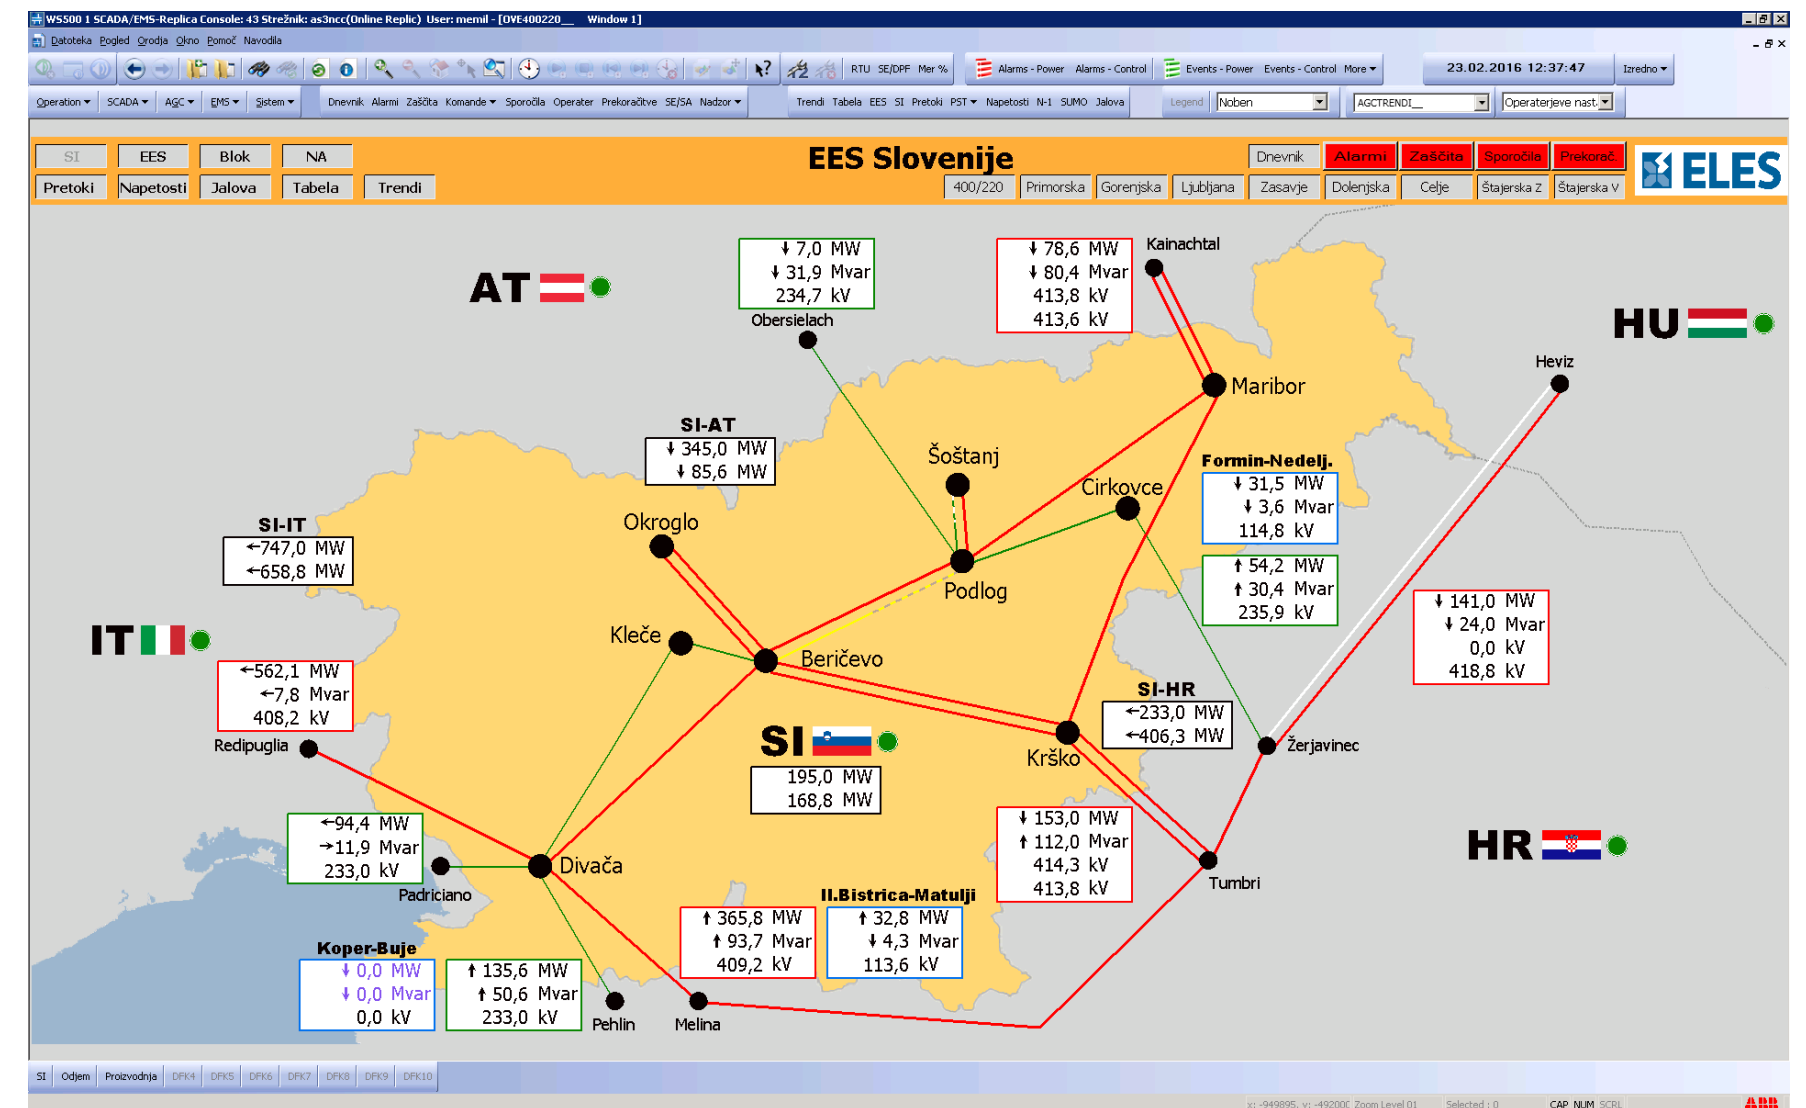 WS500 1 SCADA/EMS-Replica Console: 43 Strežnik: as3ncc(Online Replic) User: memil - [OVE400220__ Window 1]
Datoteka Pogled Orodja Okno Pomoč Navodila
RTU SE/DPF Mer % Alarms - Power Alarms - Control Events - Power Events - Control More 23.02.2016 12:37:47 Izredno
Operation SCADA AGC EMS Sistem Dnevnik Alarmi Zaščita Komande Sporočila Operater Prekoračitve SE/SA Nadzor Trendi Tabela EES SI Pretoki PST Napetosti N-1 SUMO Jalova Legend Noben AGCTRENDI__ Operaterjeve nast.
SI EES Blok NA EES Slovenije Dnevnik Alarmi Zaščita Sporočila Prekorač. ELES
Pretoki Napetosti Jalova Tabela Trendi 400/220 Primorska Gorenjska Ljubljana Zasavje Dolenjska Celje Štajerska Z Štajerska V
AT
↓ 7,0 MW
↓ 31,9 Mvar
234,7 kV
Obersielach
↓ 78,6 MW
↓ 80,4 Mvar
413,8 kV
413,6 kV
Kainachtal
HU
Heviz
Maribor
SI-AT
↓ 345,0 MW
↓ 85,6 MW
Šoštanj
Cirkovce
Formin-Nedelj.
↓ 31,5 MW
↓ 3,6 Mvar
114,8 kV
SI-IT
←747,0 MW
←658,8 MW
Okroglo
Podlog
↑ 54,2 MW
↑ 30,4 Mvar
235,9 kV
↓ 141,0 MW
↓ 24,0 Mvar
0,0 kV
418,8 kV
IT
Kleče
Beričevo
←562,1 MW
←7,8 Mvar
408,2 kV
Redipuglia
SI-HR
←233,0 MW
←406,3 MW
SI
195,0 MW
168,8 MW
Krško
Žerjavinec
←94,4 MW
→11,9 Mvar
233,0 kV
Padriciano
Divača
↓ 153,0 MW
↑ 112,0 Mvar
414,3 kV
413,8 kV
Tumbri
HR
Il.Bistrica-Matulji
↑ 365,8 MW
↑ 93,7 Mvar
409,2 kV
↑ 32,8 MW
↓ 4,3 Mvar
113,6 kV
Koper-Buje
↓ 0,0 MW
↓ 0,0 Mvar
0,0 kV
↑ 135,6 MW
↑ 50,6 Mvar
233,0 kV
Pehlin
Melina
SI Odjem Proizvodnja DFK4 DFK5 DFK6 DFK7 DFK8 DFK9 DFK10
x: -949895, y: -492000 Zoom Level 01 Selected : 0 CAP NUM SCRL ABB